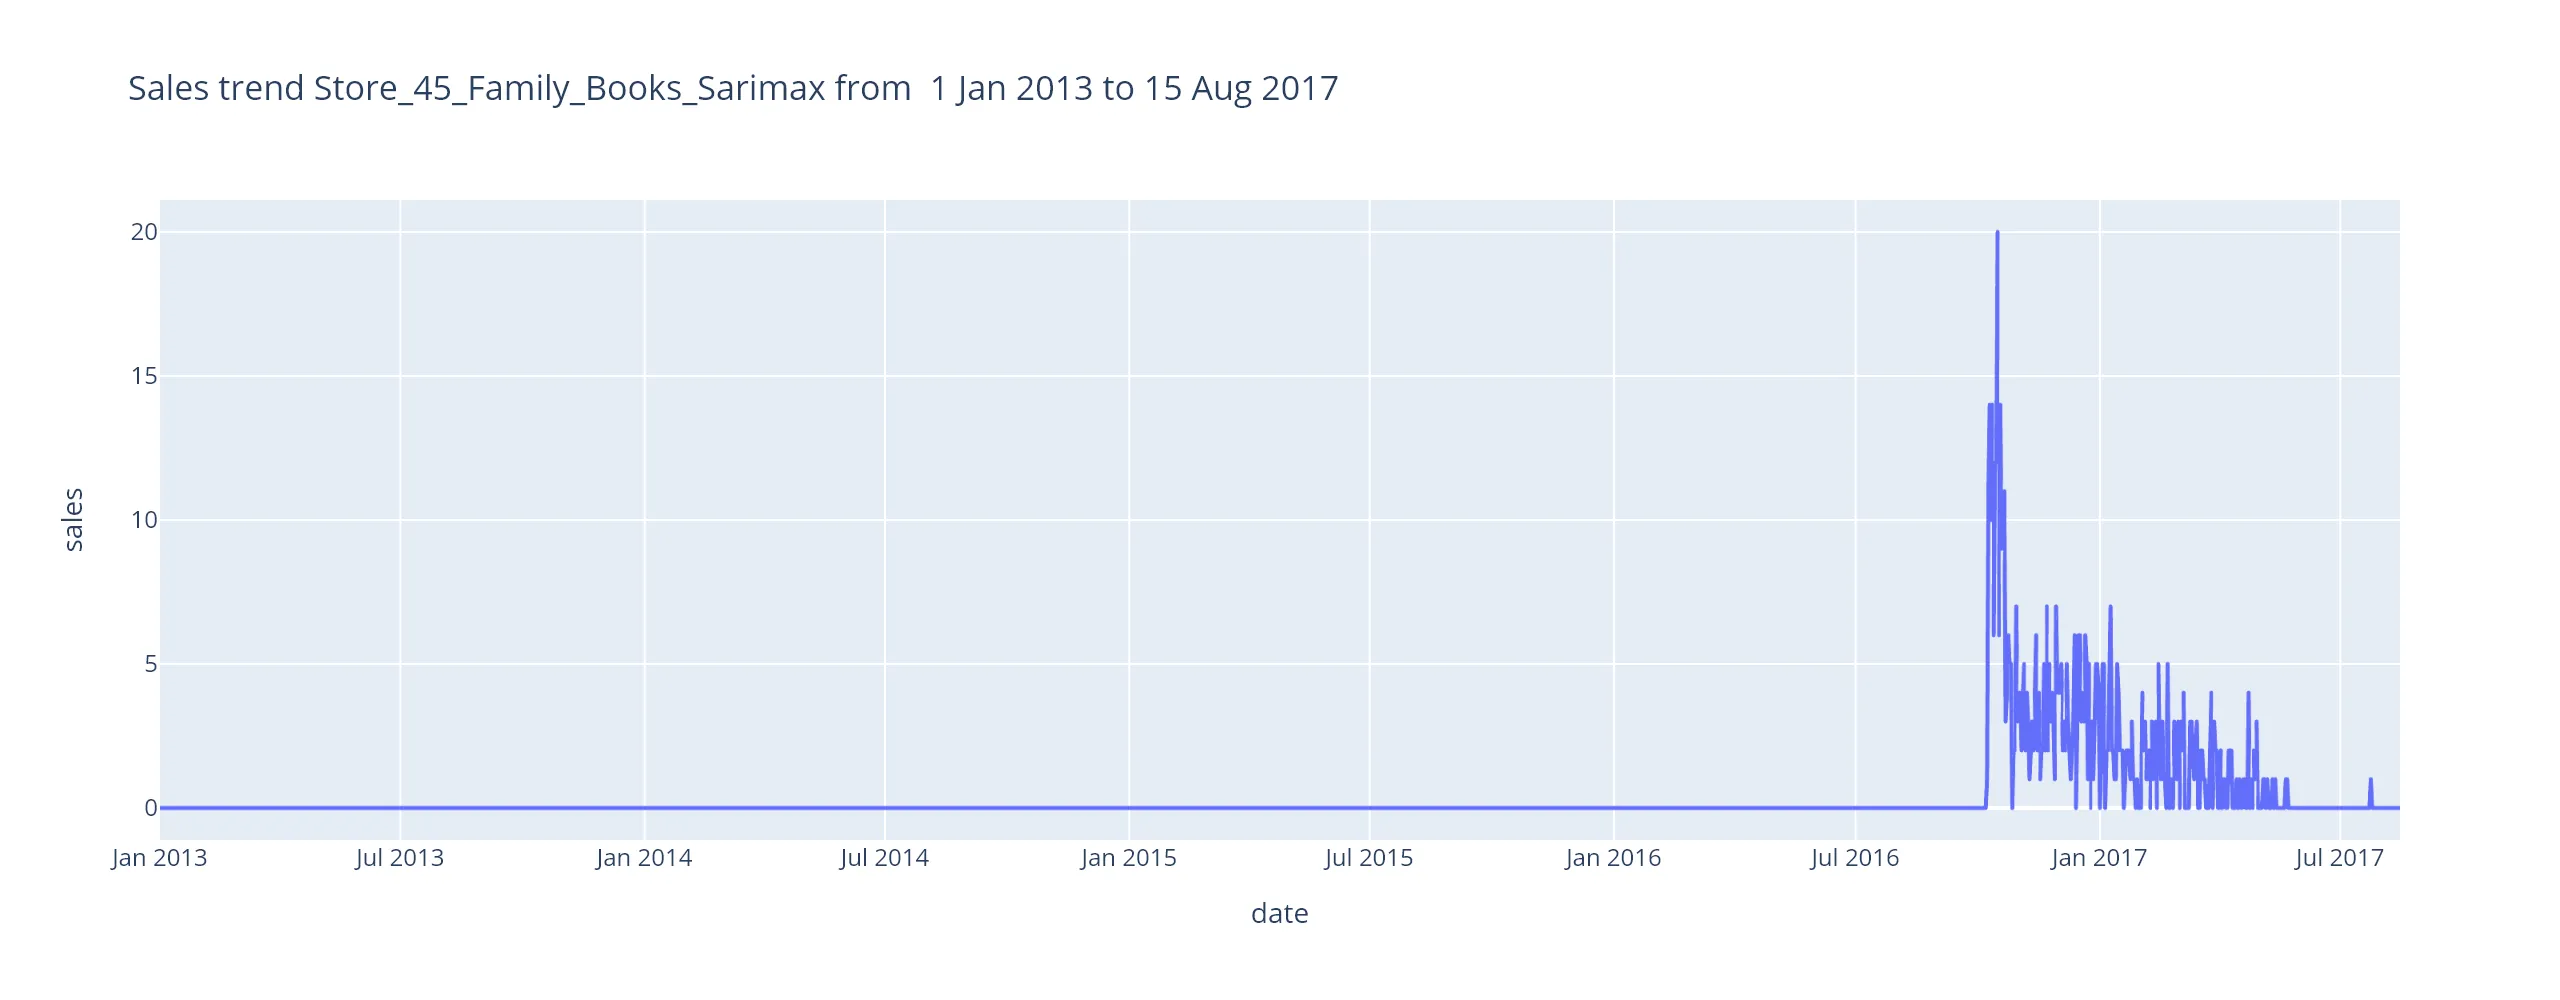 Sales trend Store_45_Family_Books_Sarimax from  1 Jan 2013 to 15 Aug 2017
20
15
10
5
0
sales
Jan 2013 Jul 2013 Jan 2014 Jul 2014 Jan 2015 Jul 2015 Jan 2016 Jul 2016 Jan 2017 Jul 2017
date